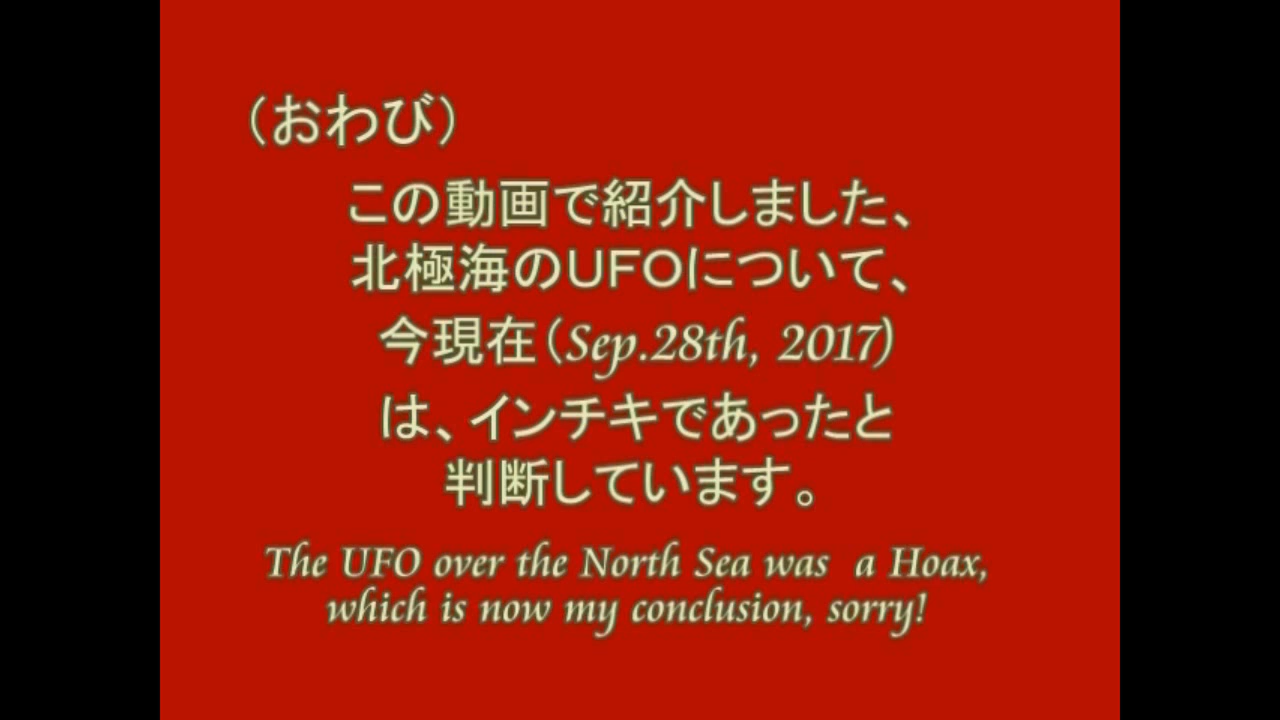 （おわび）
この動画で紹介しました、
北極海のＵＦＯについて、
今現在（Sep.28th, 2017）
は、インチキであったと
判断しています。
The UFO over the North Sea was a Hoax,
which is now my conclusion, sorry!